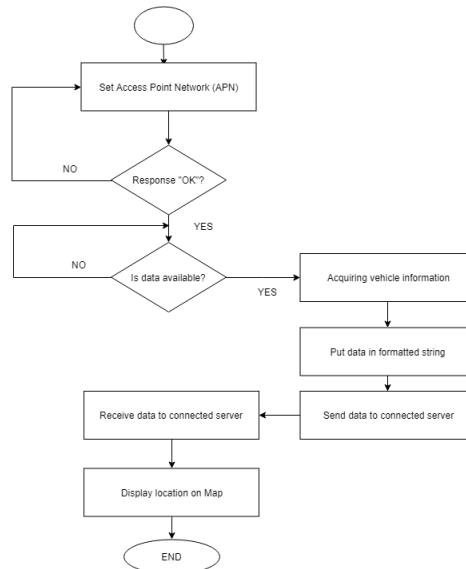 Set Access Point Network (APN)
NO
Response "OK"?
YES
NO
Is data available?
YES
Acquiring vehicle information
Put data in formatted string
Receive data to connected server
Send data to connected server
Display location on Map
END